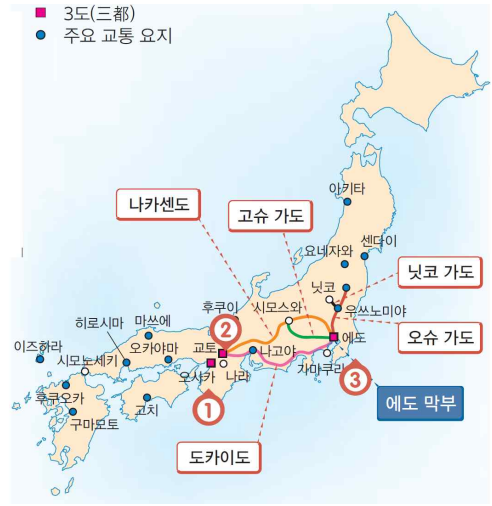 3도(三都)
주요 교통 요지
아키타
나카센도
고슈 가도
요네자와
센다이
닛코
닛코 가도
후쿠이
시모스와
우쓰노미야
히로시마
마쓰에
②
오슈 가도
이즈하라
시모노세키
오카야마
교토
나고야
에도
오사카
나라
가마쿠라
③
후쿠오카
고치
①
에도 막부
구마모토
도카이도